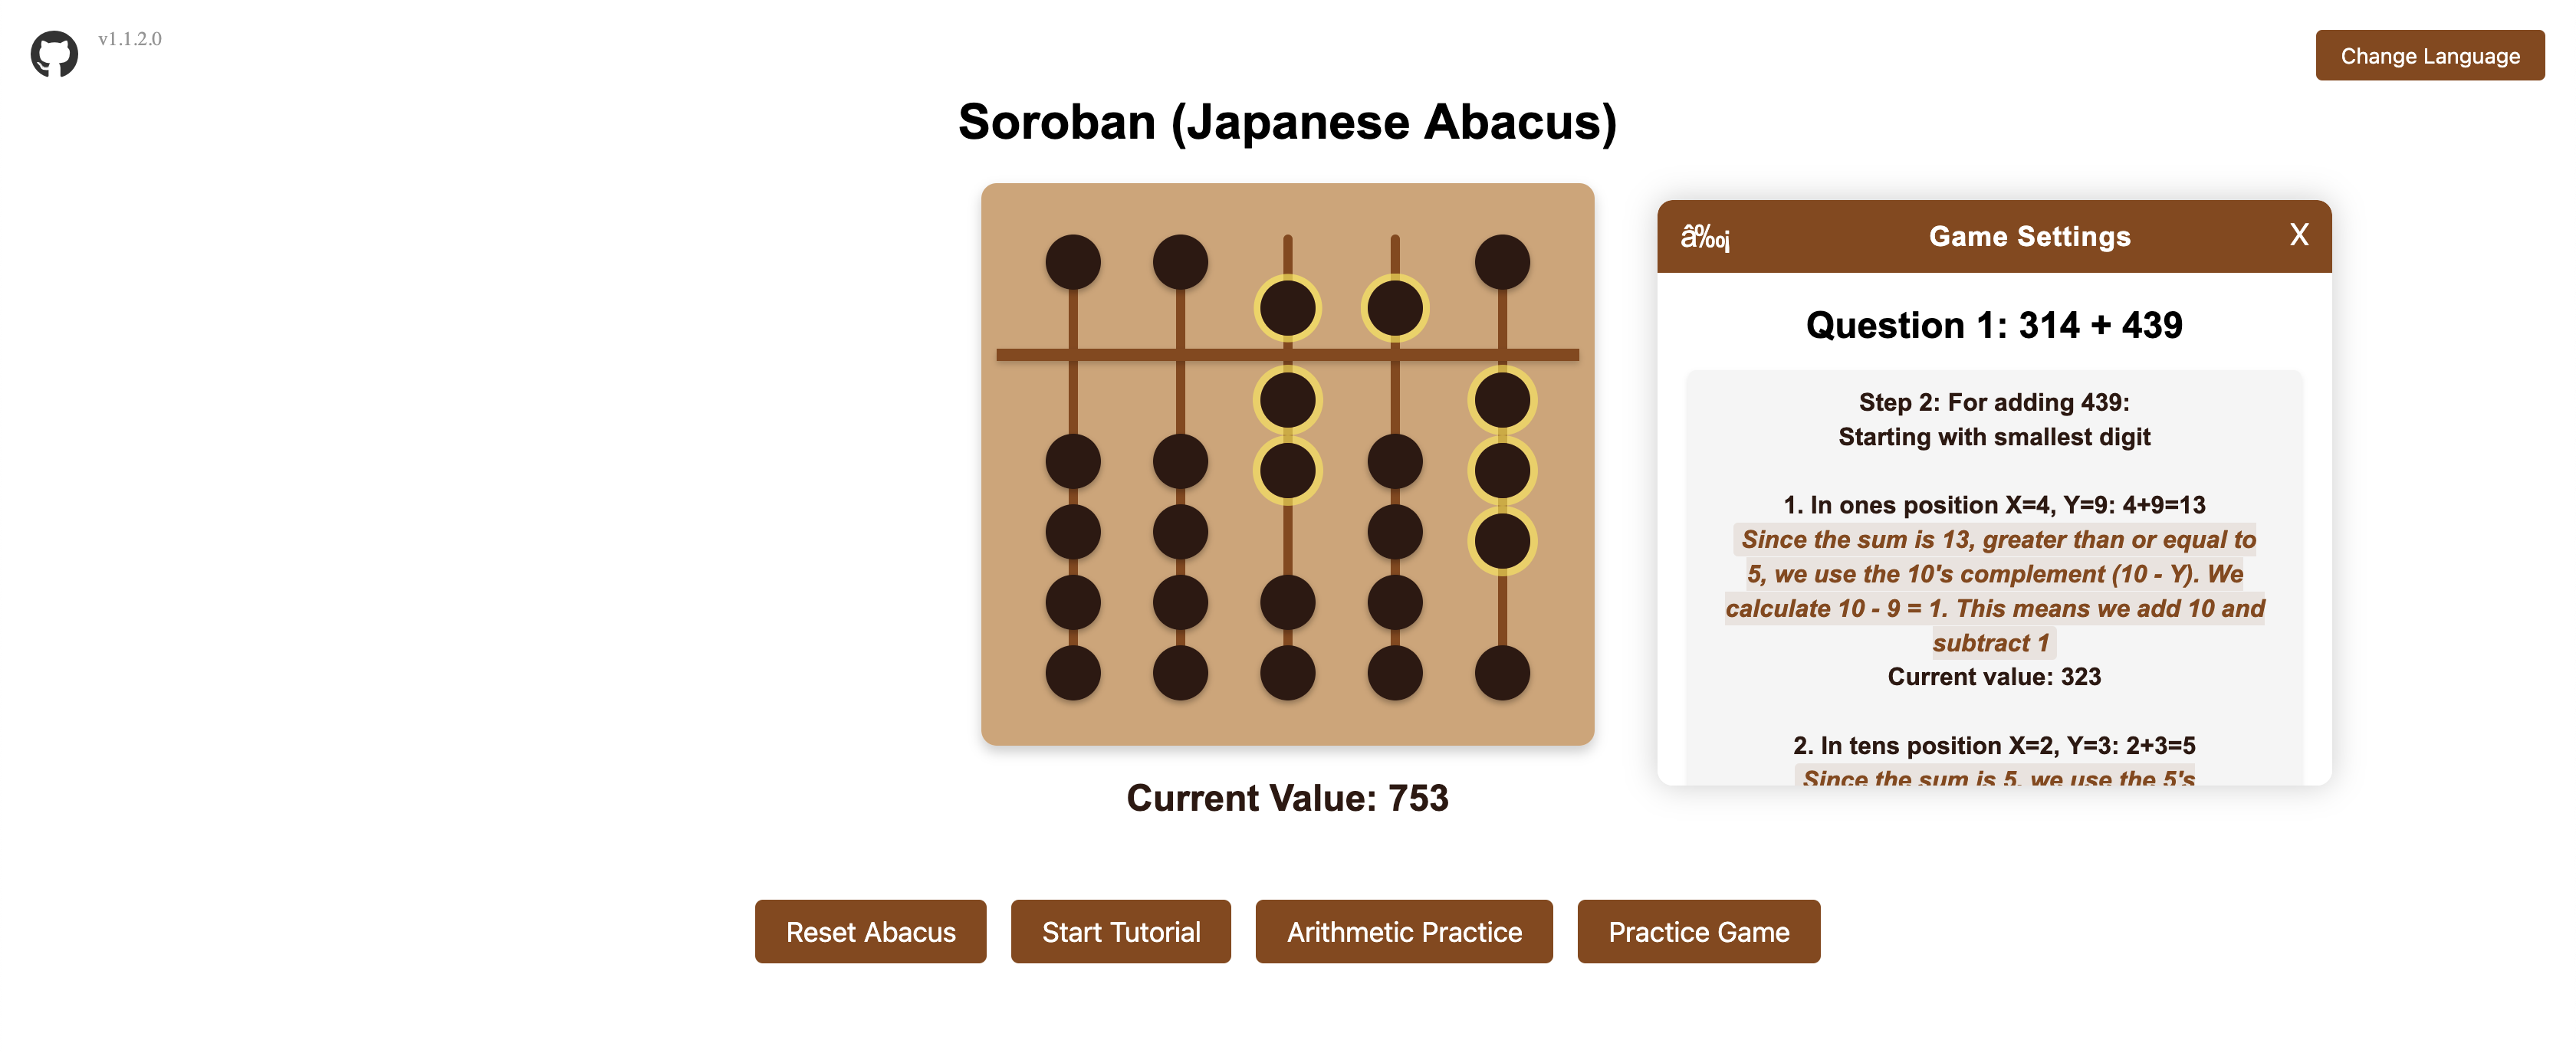 v1.1.2.0
Change Language
Soroban (Japanese Abacus)
≡
Game Settings
X
Question 1: 314 + 439
Step 2: For adding 439:
Starting with smallest digit
1. In ones position X=4, Y=9: 4+9=13
Since the sum is 13, greater than or equal to
5, we use the 10's complement (10 - Y). We
calculate 10 - 9 = 1. This means we add 10 and
subtract 1
Current value: 323
2. In tens position X=2, Y=3: 2+3=5
Since the sum is 5, we use the 5's
Current Value: 753
Reset Abacus
Start Tutorial
Arithmetic Practice
Practice Game